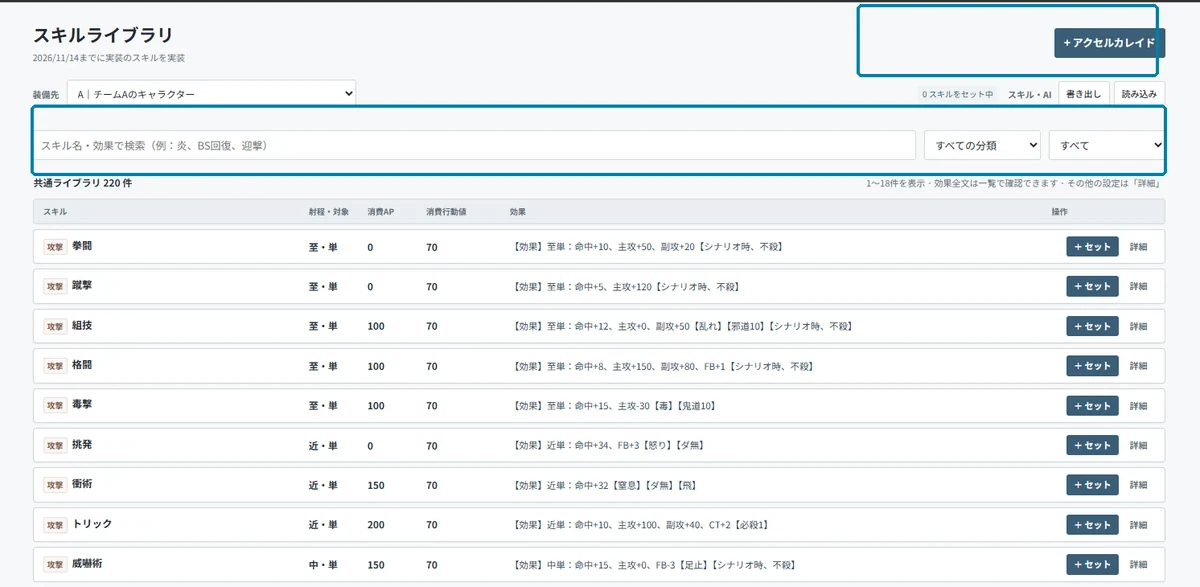 スキルライブラリ
+ アクセルカレイド
2026/11/14までに実装のスキルを実装
装備先 A|チームAのキャラクター 0 スキルをセット中 スキル・AI 書き出し 読み込み
スキル名・効果で検索（例：炎、BS回復、迎撃） すべての分類 すべて
共通ライブラリ 220 件 1〜18件を表示・効果全文は一覧で確認できます・その他の設定は「詳細」
スキル 射程・対象 消費AP 消費行動値 効果 操作
攻撃 拳闘 至・単 0 70 【効果】至単：命中+10、主攻+50、副攻+20【シナリオ時、不殺】 + セット 詳細
攻撃 蹴撃 至・単 0 70 【効果】至単：命中+5、主攻+120【シナリオ時、不殺】 + セット 詳細
攻撃 組技 至・単 100 70 【効果】至単：命中+12、主攻+0、副攻+50【乱れ】【邪道10】【シナリオ時、不殺】 + セット 詳細
攻撃 格闘 至・単 100 70 【効果】至単：命中+8、主攻+150、副攻+80、FB+1【シナリオ時、不殺】 + セット 詳細
攻撃 毒撃 至・単 100 70 【効果】至単：命中+15、主攻-30【毒】【鬼道10】 + セット 詳細
攻撃 挑発 近・単 0 70 【効果】近単：命中+34、FB+3【怒り】【ダ無】 + セット 詳細
攻撃 衝術 近・単 150 70 【効果】近単：命中+32【窒息】【ダ無】【飛】 + セット 詳細
攻撃 トリック 近・単 200 70 【効果】近単：命中+10、主攻+100、副攻+40、CT+2【必殺1】 + セット 詳細
攻撃 威嚇術 中・単 150 70 【効果】中単：命中+15、主攻+0、FB-3【足止】【シナリオ時、不殺】 + セット 詳細